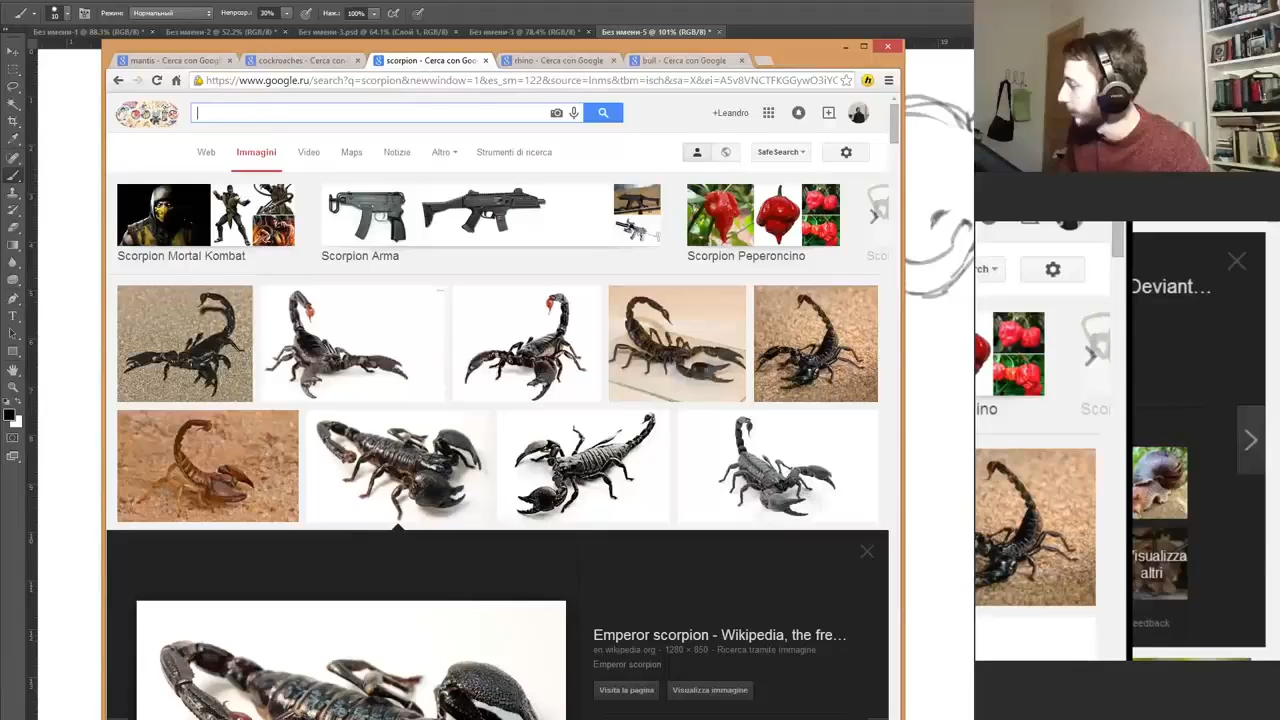 Режим: Нормальный Непрозр.: 30% Наж.: 100%
10
Без имени-1 @ 88.3% (RGB/8) * × Без имени-2 @ 52.2% (RGB/8) * × Без имени-3.psd @ 64.1% (Слой 1, RGB/8) × Без имени-3 @ 78.4% (RGB/8) * × Без имени-5 @ 101% (RGB/8) * ×
mantis - Cerca con Goog cockroaches - Cerca con scorpion - Cerca con Goo rhino - Cerca con Google bull - Cerca con Google
https://www.google.ru/search?q=scorpion&newwindow=1&es_sm=122&source=lnms&tbm=isch&sa=X&ei=A5v8VNCTFKGGywO3iYC
+Leandro
Web Immagini Video Maps Notizie Altro Strumenti di ricerca SafeSearch
Scorpion Mortal Kombat Scorpion Arma Scorpion Peperoncino Sco
Emperor scorpion - Wikipedia, the fre…
en.wikipedia.org - 1280 × 850 - Ricerca tramite immagine
Emperor scorpion
Visita la pagina Visualizza immagine
rch
Deviant…
ino Sco
Visualizza
altri
eedback